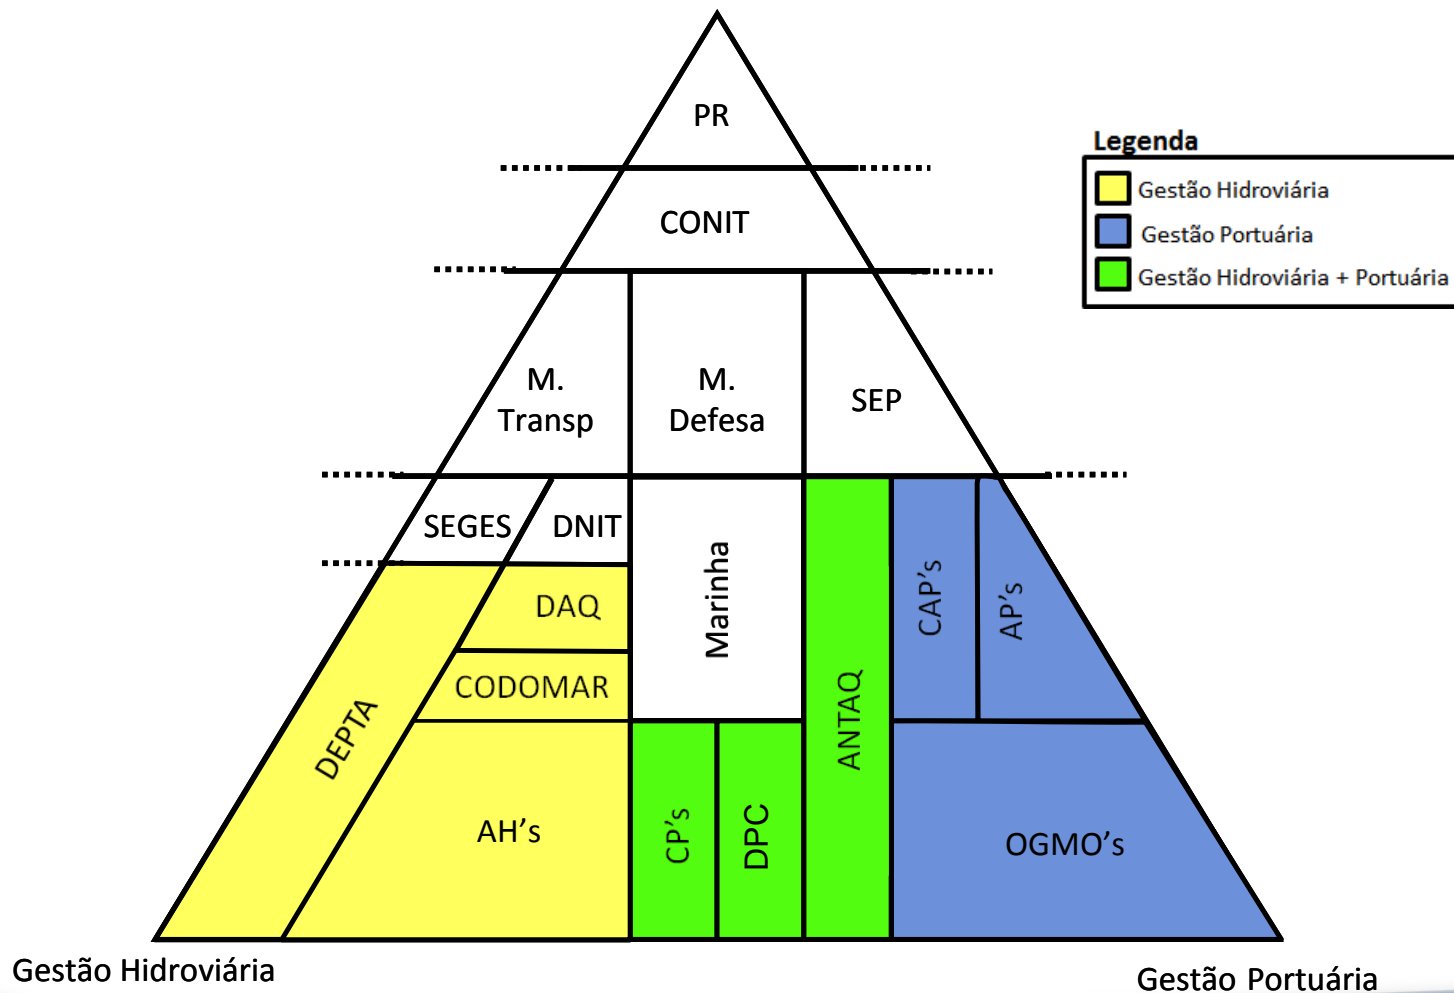 PR
Legenda
Gestão Hidroviária
Gestão Portuária
Gestão Hidroviária + Portuária
CONIT
M.
Transp
M.
Defesa
SEP
SEGES
DNIT
DAQ
CODOMAR
DEPTA
AH's
Marinha
CP's
DPC
ANTAQ
CAP's
AP's
OGMO's
Gestão Hidroviária
Gestão Portuária